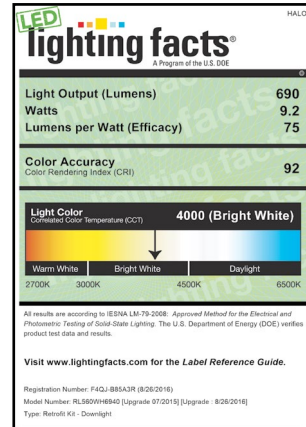 HALO
LED
lighting facts®
A Program of the U.S. DOE
Light Output (Lumens) 690
Watts 9.2
Lumens per Watt (Efficacy) 75
Color Accuracy
Color Rendering Index (CRI) 92
Light Color
Correlated Color Temperature (CCT) 4000 (Bright White)
Warm White Bright White Daylight
2700K 3000K 4500K 6500K
All results are according to IESNA LM-79-2008: Approved Method for the Electrical and
Photometric Testing of Solid-State Lighting. The U.S. Department of Energy (DOE) verifies
product test data and results.
Visit www.lightingfacts.com for the Label Reference Guide.
Registration Number: F4QJ-B85A3R (8/26/2016)
Model Number: RL560WH6940 [Upgrade 07/2015] [Upgrade : 8/26/2016]
Type: Retrofit Kit - Downlight